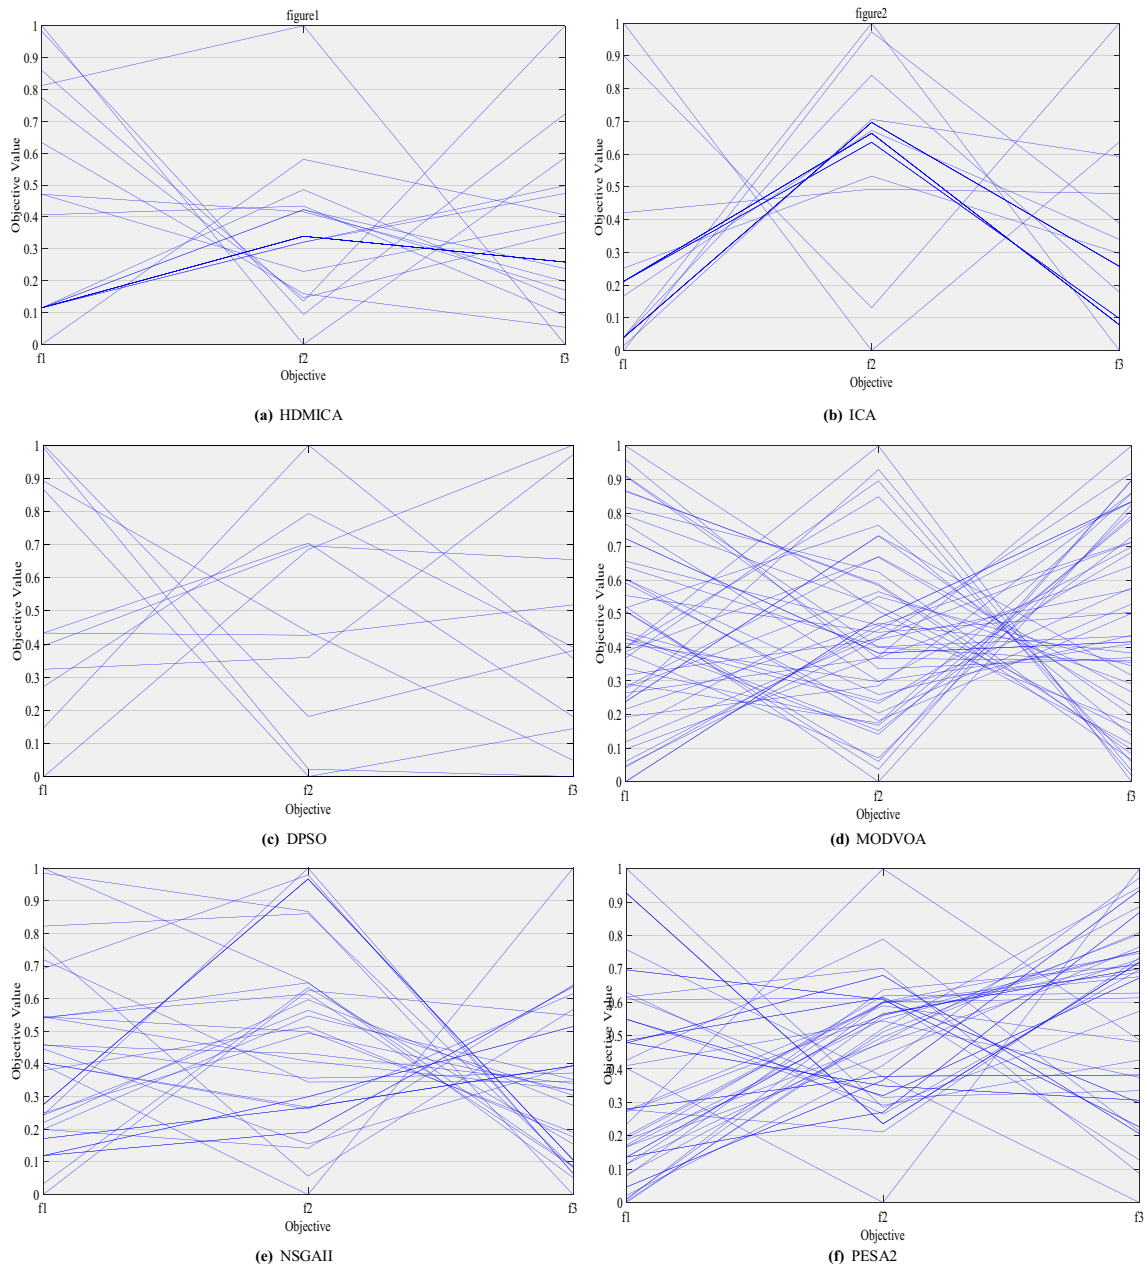 figure1
1
0.9
0.8
0.7
0.6
0.5
0.4
0.3
0.2
0.1
0
Objective Value
f1
f2
f3
Objective
(a) HDMICA
figure2
1
0.9
0.8
0.7
0.6
0.5
0.4
0.3
0.2
0.1
0
Objective Value
f1
f2
f3
Objective
(b) ICA
1
0.9
0.8
0.7
0.6
0.5
0.4
0.3
0.2
0.1
0
Objective Value
f1
f2
f3
Objective
(c) DPSO
1
0.9
0.8
0.7
0.6
0.5
0.4
0.3
0.2
0.1
0
Objective Value
f1
f2
f3
Objective
(d) MODVOA
1
0.9
0.8
0.7
0.6
0.5
0.4
0.3
0.2
0.1
0
Objective Value
f1
f2
f3
Objective
(e) NSGAII
1
0.9
0.8
0.7
0.6
0.5
0.4
0.3
0.2
0.1
0
Objective Value
f1
f2
f3
Objective
(f) PESA2